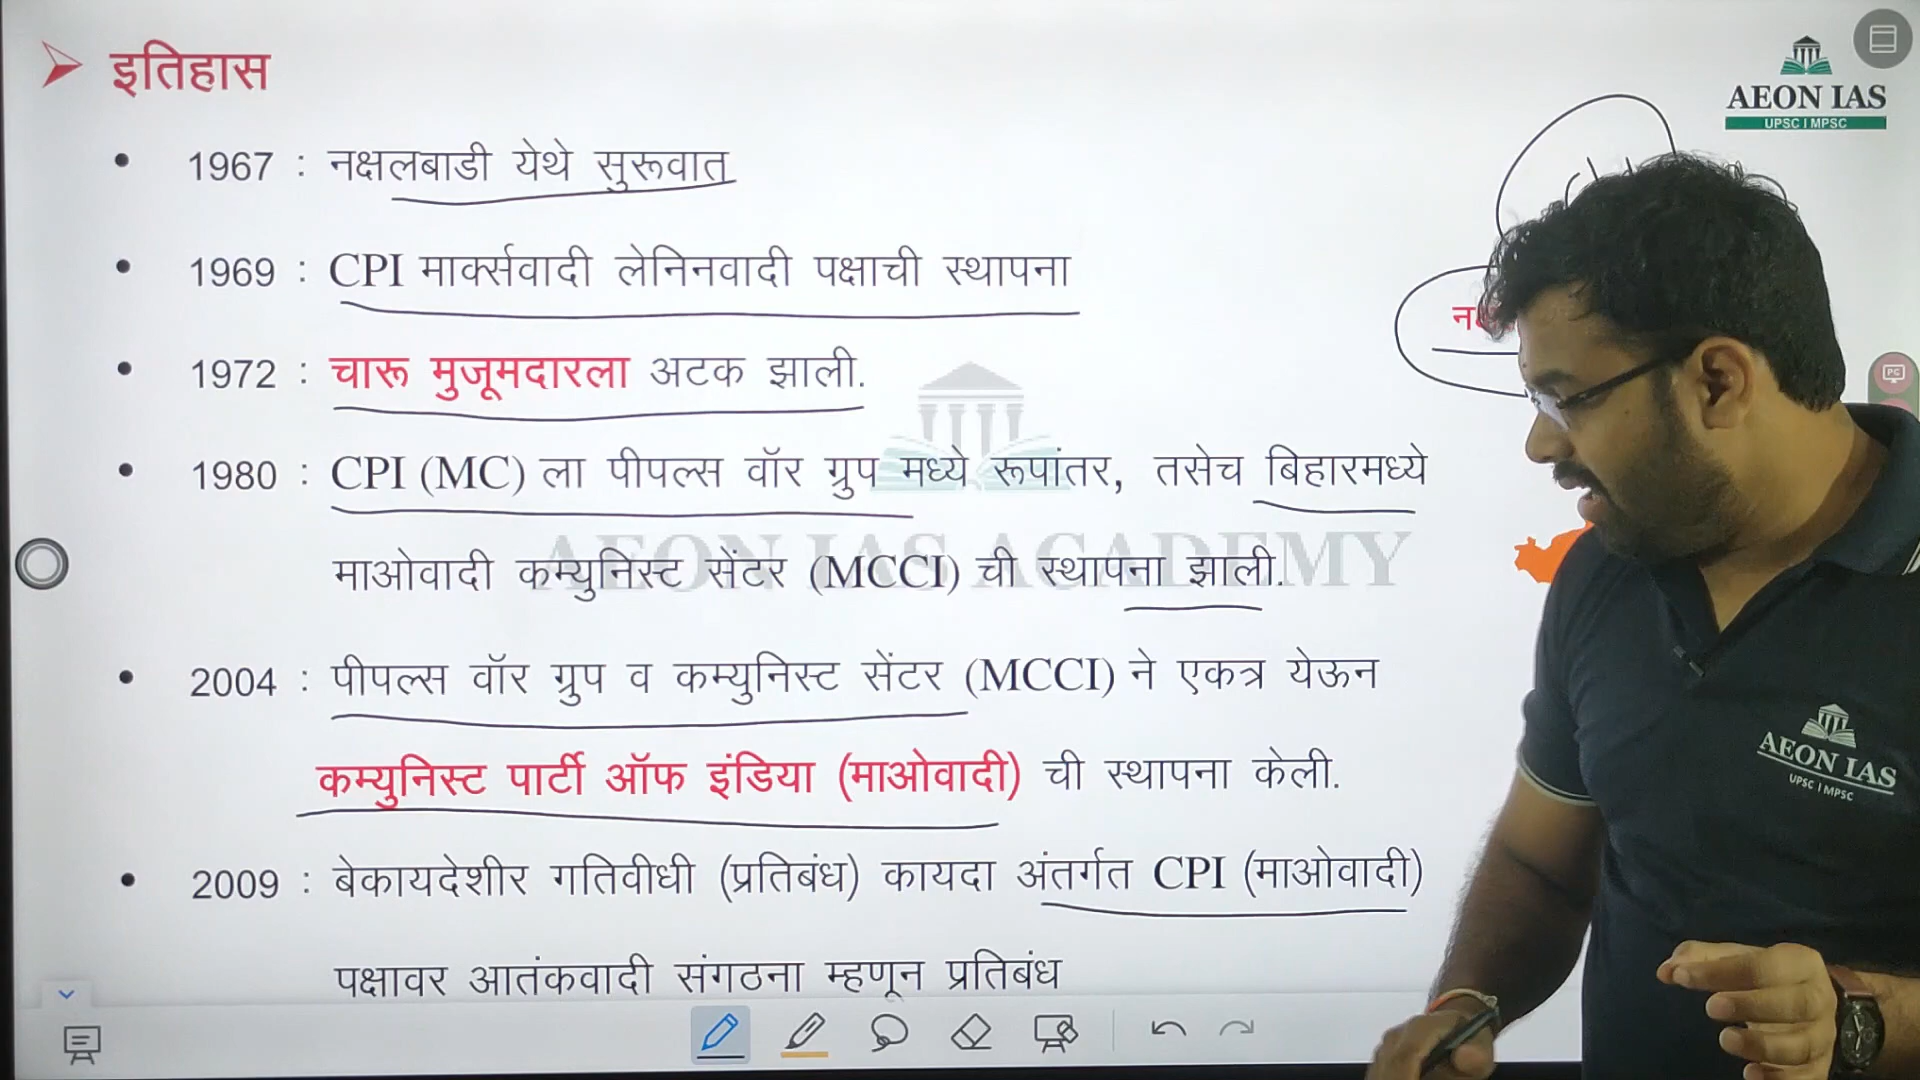 इतिहास
AEON IAS
UPSC | MPSC
• 1967 : नक्षलबाडी येथे सुरूवात
• 1969 : CPI मार्क्सवादी लेनिनवादी पक्षाची स्थापना
• 1972 : चारू मुजूमदारला अटक झाली.
• 1980 : CPI (MC) ला पीपल्स वॉर ग्रुप मध्ये रूपांतर, तसेच बिहारमध्ये
माओवादी कम्युनिस्ट सेंटर (MCCI) ची स्थापना झाली.
AEON IAS ACADEMY
• 2004 : पीपल्स वॉर ग्रुप व कम्युनिस्ट सेंटर (MCCI) ने एकत्र येऊन
कम्युनिस्ट पार्टी ऑफ इंडिया (माओवादी) ची स्थापना केली.
• 2009 : बेकायदेशीर गतिवीधी (प्रतिबंध) कायदा अंतर्गत CPI (माओवादी)
पक्षावर आतंकवादी संगठना म्हणून प्रतिबंध
AEON IAS
UPSC | MPSC
PC